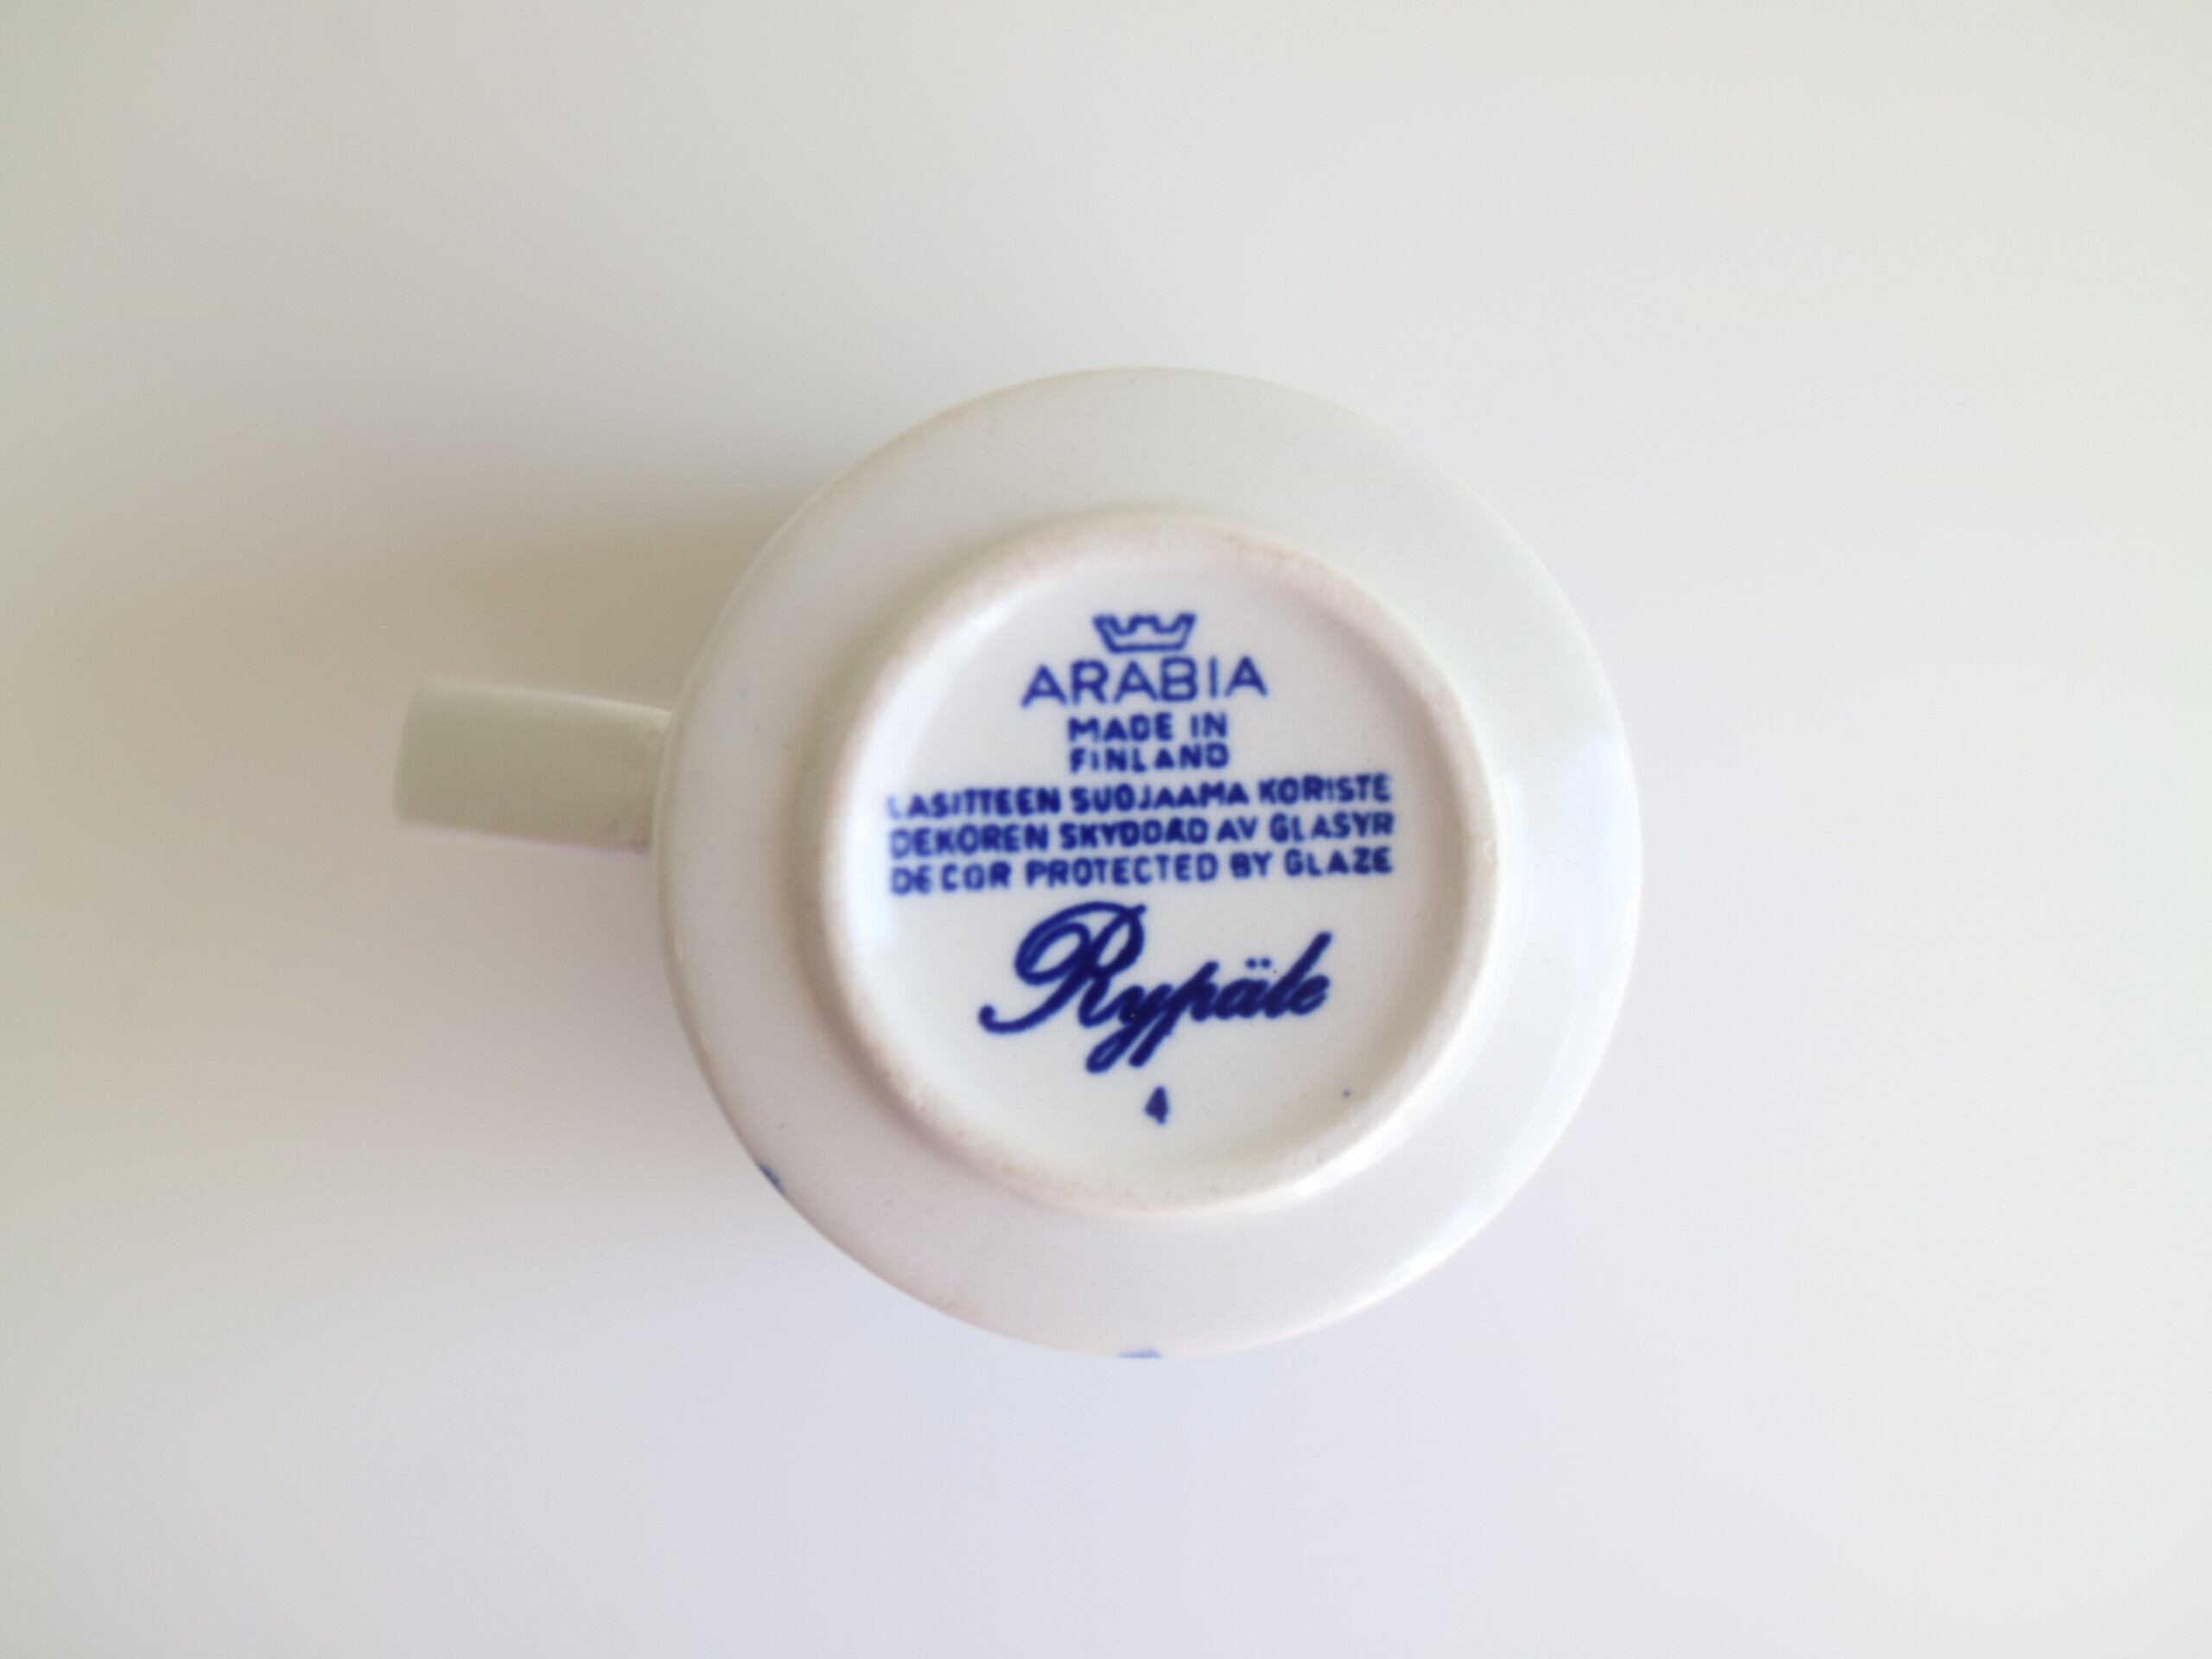 ARABIA
MADE IN
FINLAND
LASITTEEN SUOJAAMA KORISTE
DEKOREN SKYDDAD AV GLASYR
DECOR PROTECTED BY GLAZE
Rypäle
4